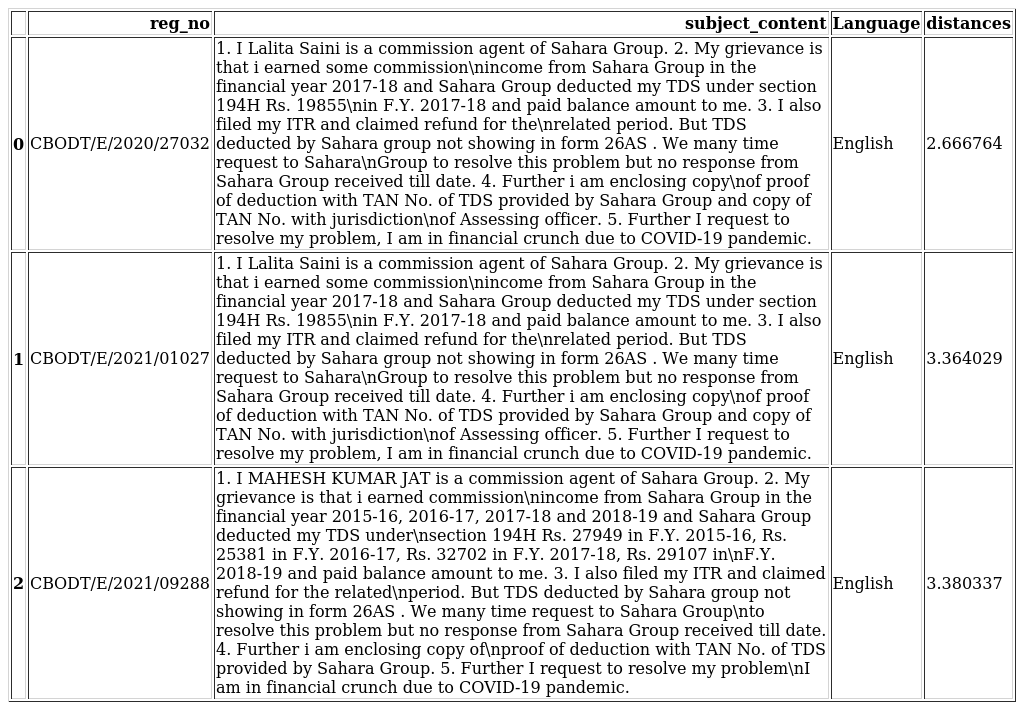 reg_no subject_content Language distances
1. I Lalita Saini is a commission agent of Sahara Group. 2. My grievance is
that i earned some commission\nincome from Sahara Group in the
financial year 2017-18 and Sahara Group deducted my TDS under section
194H Rs. 19855\nin F.Y. 2017-18 and paid balance amount to me. 3. I also
filed my ITR and claimed refund for the\nrelated period. But TDS
0 CBODT/E/2020/27032 deducted by Sahara group not showing in form 26AS . We many time English 2.666764
request to Sahara\nGroup to resolve this problem but no response from
Sahara Group received till date. 4. Further i am enclosing copy\nof proof
of deduction with TAN No. of TDS provided by Sahara Group and copy of
TAN No. with jurisdiction\nof Assessing officer. 5. Further I request to
resolve my problem, I am in financial crunch due to COVID-19 pandemic.
1. I Lalita Saini is a commission agent of Sahara Group. 2. My grievance is
that i earned some commission\nincome from Sahara Group in the
financial year 2017-18 and Sahara Group deducted my TDS under section
194H Rs. 19855\nin F.Y. 2017-18 and paid balance amount to me. 3. I also
filed my ITR and claimed refund for the\nrelated period. But TDS
1 CBODT/E/2021/01027 deducted by Sahara group not showing in form 26AS . We many time English 3.364029
request to Sahara\nGroup to resolve this problem but no response from
Sahara Group received till date. 4. Further i am enclosing copy\nof proof
of deduction with TAN No. of TDS provided by Sahara Group and copy of
TAN No. with jurisdiction\nof Assessing officer. 5. Further I request to
resolve my problem, I am in financial crunch due to COVID-19 pandemic.
1. I MAHESH KUMAR JAT is a commission agent of Sahara Group. 2. My
grievance is that i earned commission\nincome from Sahara Group in the
financial year 2015-16, 2016-17, 2017-18 and 2018-19 and Sahara Group
deducted my TDS under\nsection 194H Rs. 27949 in F.Y. 2015-16, Rs.
25381 in F.Y. 2016-17, Rs. 32702 in F.Y. 2017-18, Rs. 29107 in\nF.Y.
2 CBODT/E/2021/09288 2018-19 and paid balance amount to me. 3. I also filed my ITR and claimed English 3.380337
refund for the related\nperiod. But TDS deducted by Sahara group not
showing in form 26AS . We many time request to Sahara Group\nto
resolve this problem but no response from Sahara Group received till date.
4. Further i am enclosing copy of\nproof of deduction with TAN No. of TDS
provided by Sahara Group. 5. Further I request to resolve my problem\nI
am in financial crunch due to COVID-19 pandemic.